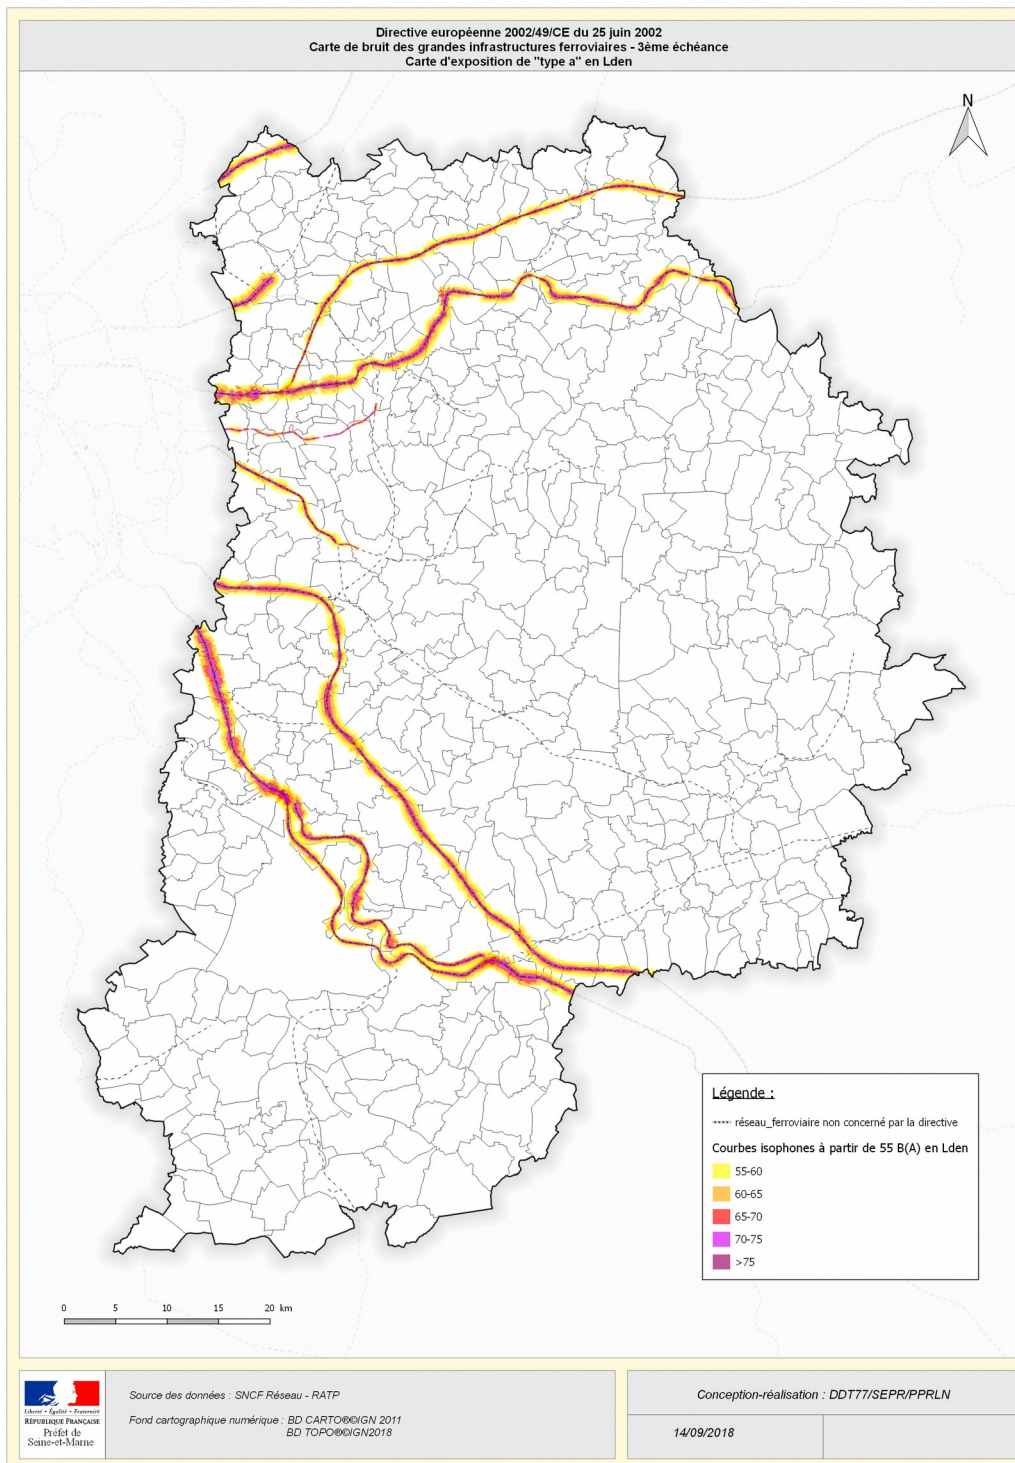 Directive européenne 2002/49/CE du 25 juin 2002
Carte de bruit des grandes infrastructures ferroviaires - 3ème échéance
Carte d'exposition de "type a" en Lden
N
Légende :
réseau_ferroviaire non concerné par la directive
Courbes isophones à partir de 55 B(A) en Lden
55-60
60-65
65-70
70-75
>75
0 5 10 15 20 km
Liberté • Égalité • Fraternité
RÉPUBLIQUE FRANÇAISE
Préfet de
Seine-et-Marne
Source des données : SNCF Réseau - RATP
Fond cartographique numérique : BD CARTO®©IGN 2011
BD TOPO®©IGN2018
Conception-réalisation : DDT77/SEPR/PPRLN
14/09/2018